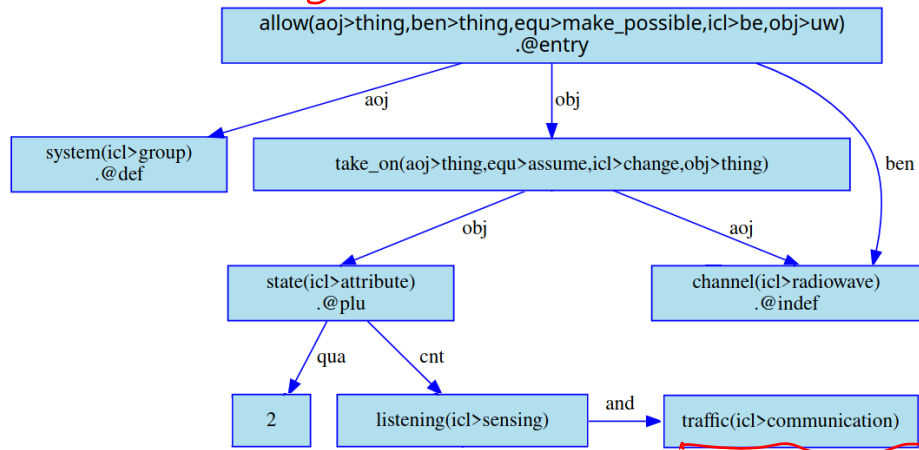 allow(aoj>thing,ben>thing,equ>make_possible,icl>be,obj>uw)
.@entry
aoj
obj
ben
system(icl>group)
.@def
take_on(aoj>thing,equ>assume,icl>change,obj>thing)
obj
aoj
state(icl>attribute)
.@plu
channel(icl>radiowave)
.@indef
qua
cnt
2
listening(icl>sensing)
and
traffic(icl>communication)